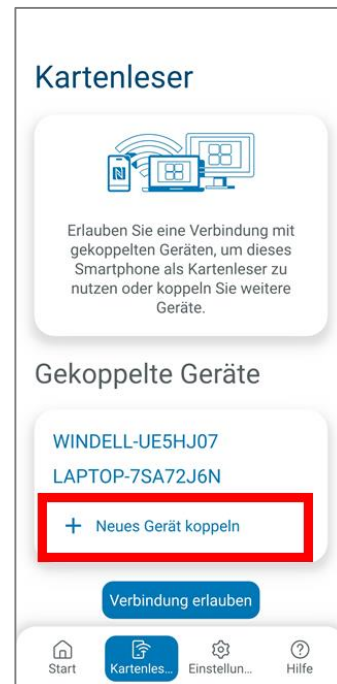 Kartenleser
Erlauben Sie eine Verbindung mit
gekoppelten Geräten, um dieses
Smartphone als Kartenleser zu
nutzen oder koppeln Sie weitere
Geräte.
Gekoppelte Geräte
WINDELL-UE5HJ07
LAPTOP-7SA72J6N
+ Neues Gerät koppeln
Verbindung erlauben
Start Kartenles... Einstellun... Hilfe